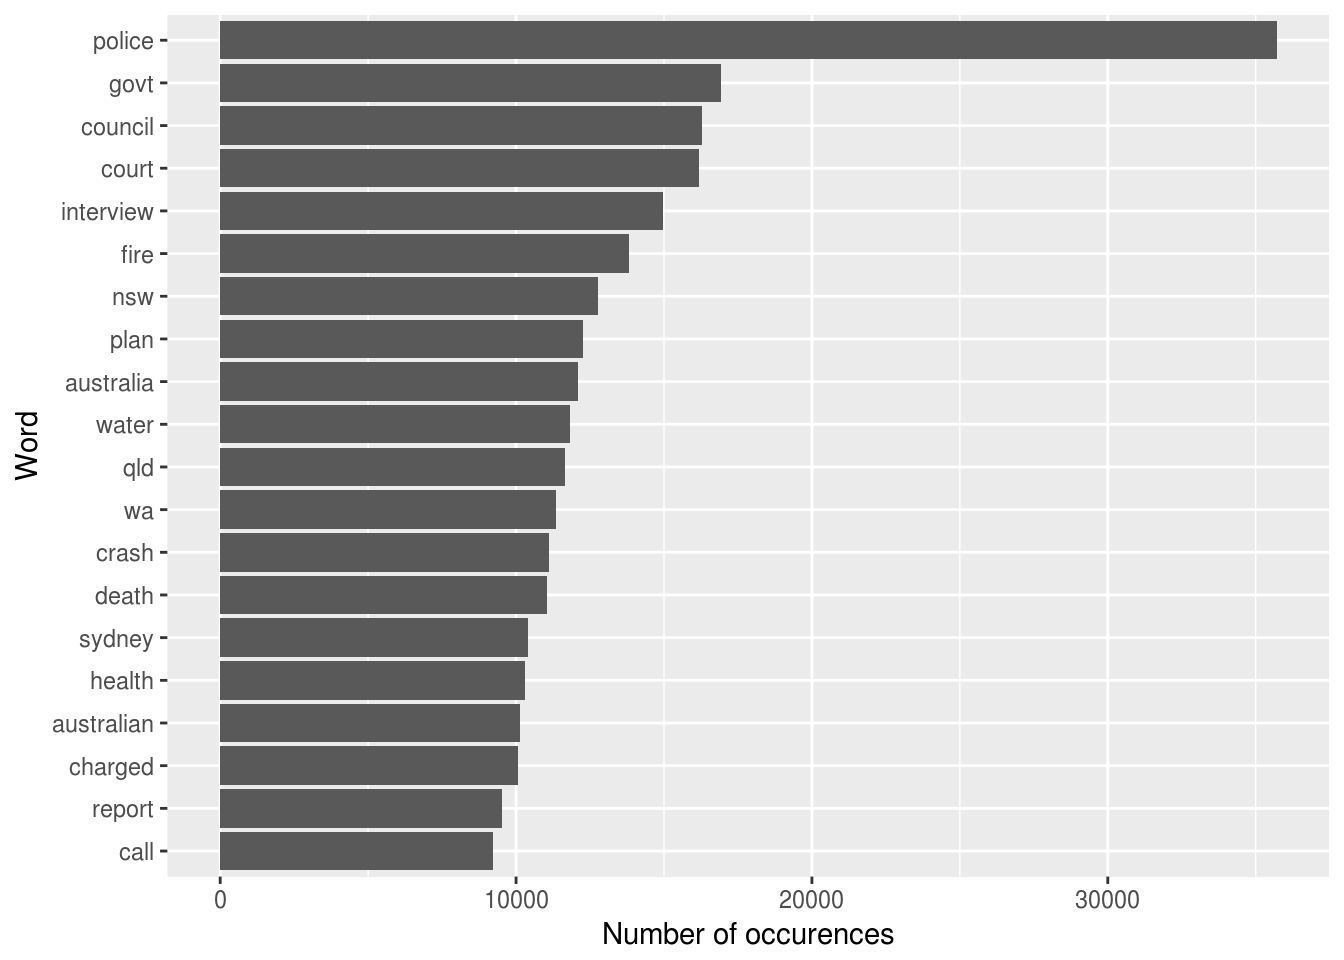 police
govt
council
court
interview
fire
nsw
plan
australia
water
qld
wa
crash
death
sydney
health
australian
charged
report
call
Word
0 10000 20000 30000
Number of occurences